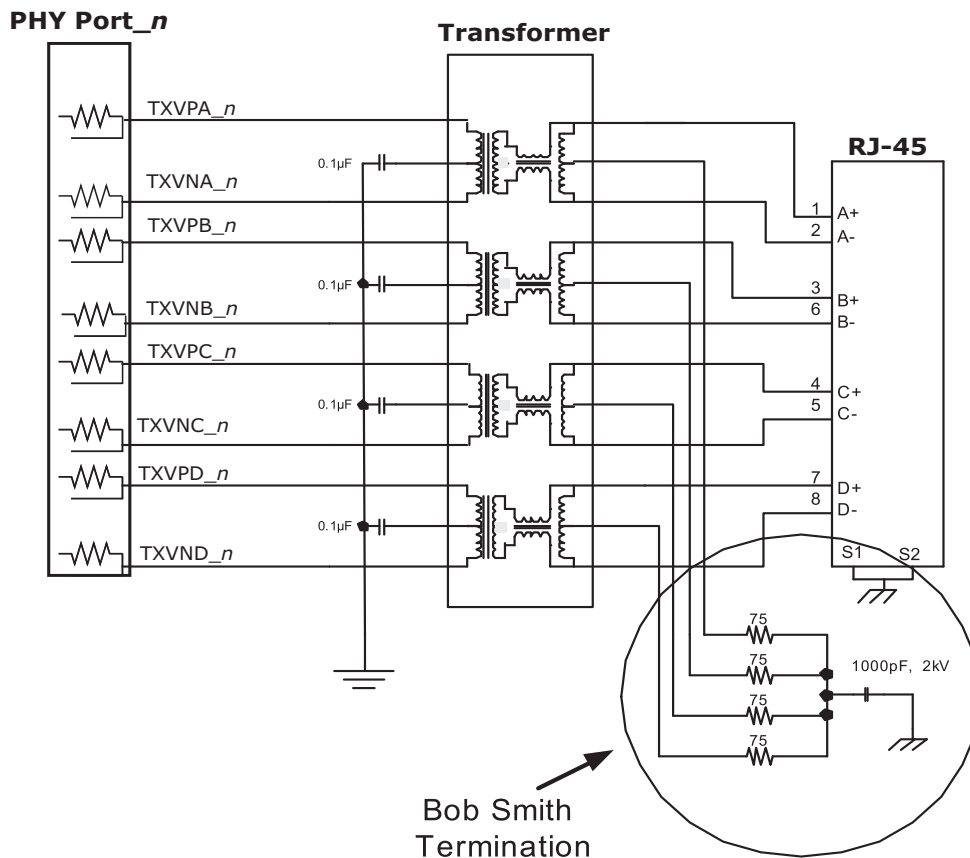 PHY Port_n
Transformer
RJ-45
TXVPA_n
0.1µF
TXVNA_n
TXVPB_n
0.1µF
TXVNB_n
TXVPC_n
0.1µF
TXVNC_n
TXVPD_n
0.1µF
TXVND_n
1 A+
2 A-
3 B+
6 B-
4 C+
5 C-
7 D+
8 D-
S1 S2
75
75
75
75
1000pF, 2kV
Bob Smith
Termination